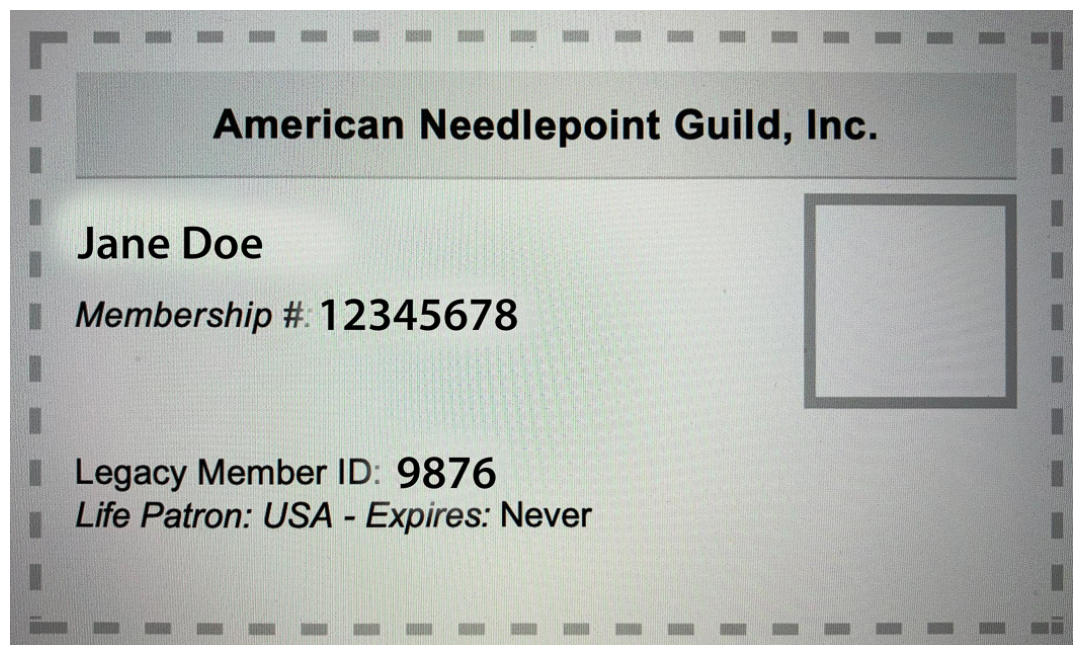 American Needlepoint Guild, Inc.
Jane Doe
Membership #: 12345678
Legacy Member ID: 9876
Life Patron: USA - Expires: Never